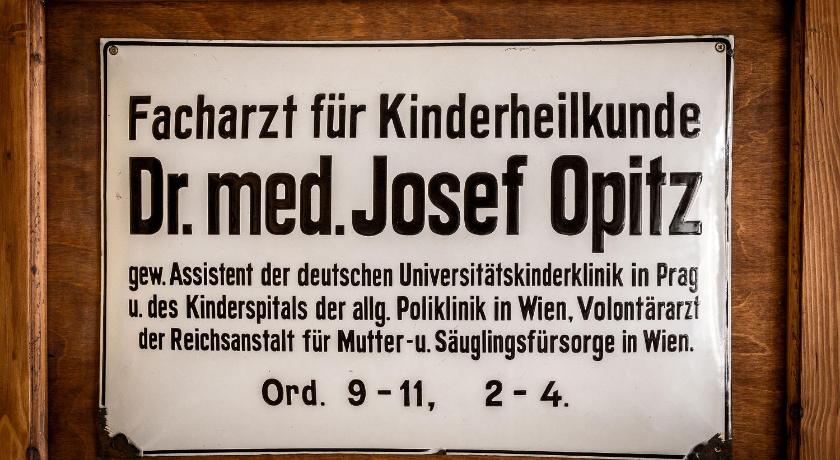 Facharzt für Kinderheilkunde
Dr. med. Josef Opitz
gew. Assistent der deutschen Universitätskinderklinik in Prag
u. des Kinderspitals der allg. Poliklinik in Wien, Volontärarzt
der Reichsanstalt für Mutter-u. Säuglingsfürsorge in Wien.
Ord. 9-11, 2-4.